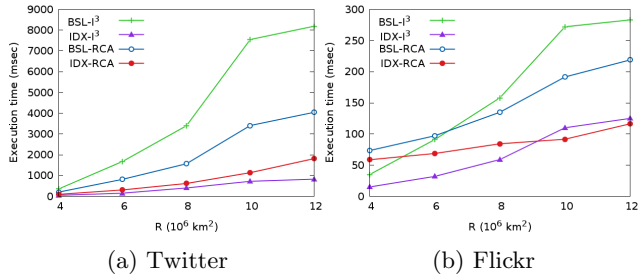 BSL-I³
IDX-I³
BSL-RCA
IDX-RCA
Execution time (msec)
9000
8000
7000
6000
5000
4000
3000
2000
1000
0
4 6 8 10 12
R (10⁶ km²)
(a) Twitter
BSL-I³
IDX-I³
BSL-RCA
IDX-RCA
Execution time (msec)
300
250
200
150
100
50
0
4 6 8 10 12
R (10⁶ km²)
(b) Flickr